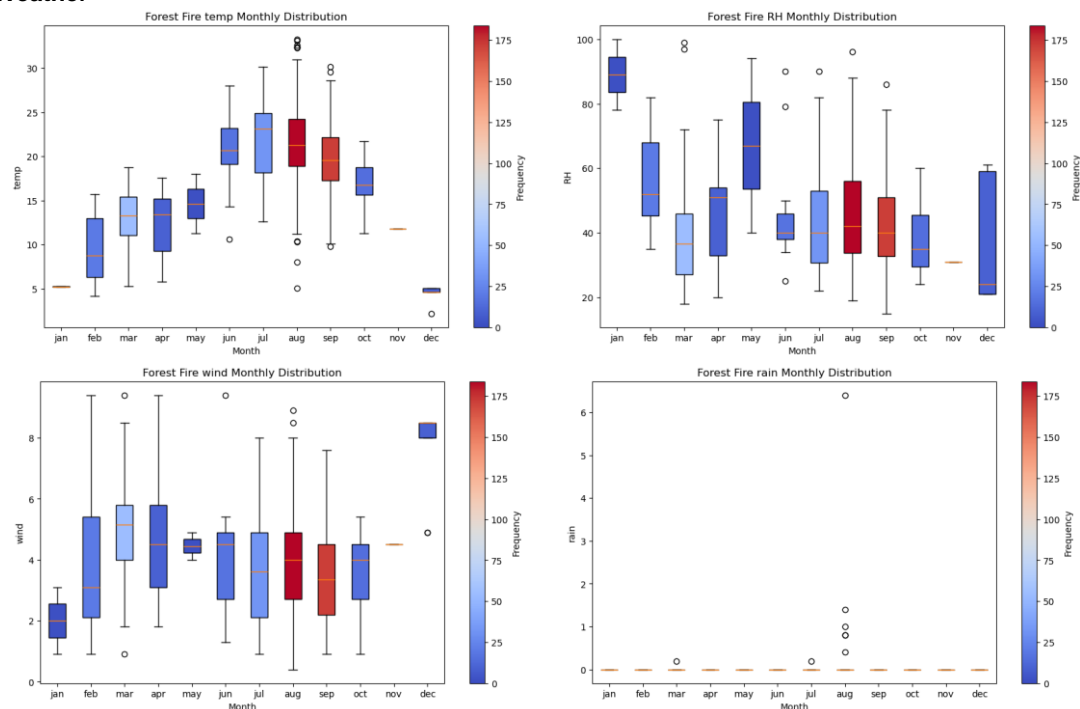 Forest Fire temp Monthly Distribution
temp
30
25
20
15
10
5
jan feb mar apr may jun jul aug sep oct nov dec
Month
175
150
125
100
75
50
25
0
Frequency
Forest Fire RH Monthly Distribution
RH
100
80
60
40
20
jan feb mar apr may jun jul aug sep oct nov dec
Month
175
150
125
100
75
50
25
0
Frequency
Forest Fire wind Monthly Distribution
wind
8
6
4
2
0
jan feb mar apr may jun jul aug sep oct nov dec
Month
175
150
125
100
75
50
25
0
Frequency
Forest Fire rain Monthly Distribution
rain
6
5
4
3
2
1
0
jan feb mar apr may jun jul aug sep oct nov dec
Month
175
150
125
100
75
50
25
0
Frequency